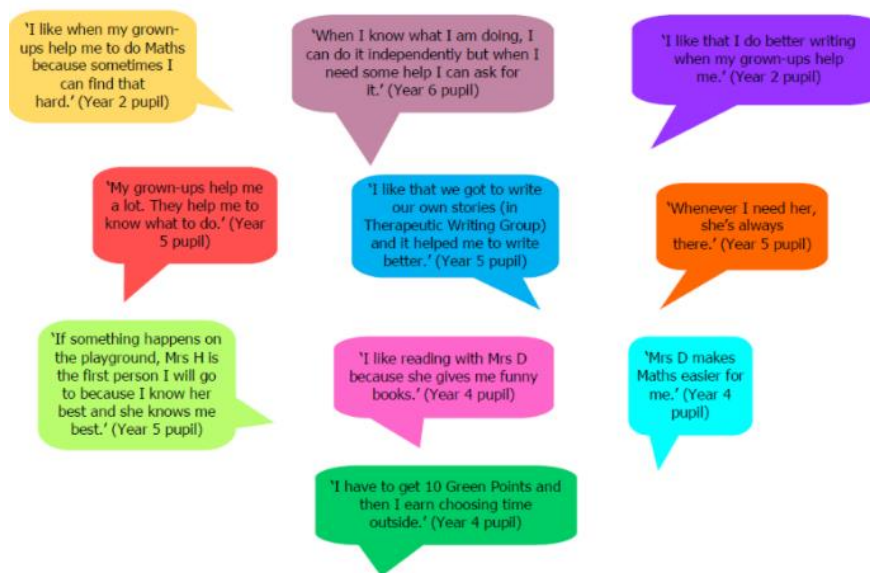 ‘I like when my grown-
ups help me to do Maths
because sometimes I
can find that
hard.’ (Year 2 pupil)
‘When I know what I am doing, I
can do it independently but when I
need some help I can ask for
it.’ (Year 6 pupil)
‘I like that I do better writing
when my grown-ups help
me.’ (Year 2 pupil)
‘My grown-ups help me
a lot. They help me to
know what to do.’ (Year
5 pupil)
‘I like that we got to write
our own stories (in
Therapeutic Writing Group)
and it helped me to write
better.’ (Year 5 pupil)
‘Whenever I need her,
she’s always
there.’ (Year 5 pupil)
‘If something happens on
the playground, Mrs H is
the first person I will go
to because I know her
best and she knows me
best.’ (Year 5 pupil)
‘I like reading with Mrs D
because she gives me funny
books.’ (Year 4 pupil)
‘Mrs D makes
Maths easier for
me.’ (Year 4
pupil)
‘I have to get 10 Green Points and
then I earn choosing time
outside.’ (Year 4 pupil)